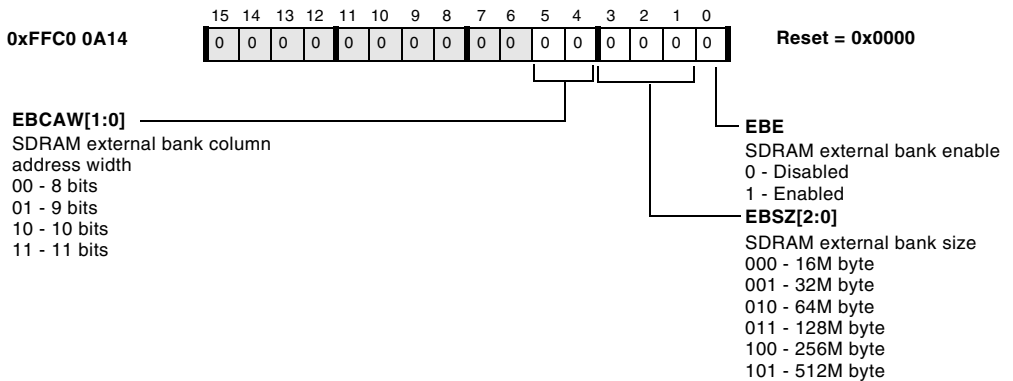 15 14 13 12 11 10 9 8 7 6 5 4 3 2 1 0
0xFFC0 0A14
0 0 0 0 0 0 0 0 0 0 0 0 0 0 0 0
Reset = 0x0000
EBCAW[1:0]
SDRAM external bank column
address width
00 - 8 bits
01 - 9 bits
10 - 10 bits
11 - 11 bits
EBE
SDRAM external bank enable
0 - Disabled
1 - Enabled
EBSZ[2:0]
SDRAM external bank size
000 - 16M byte
001 - 32M byte
010 - 64M byte
011 - 128M byte
100 - 256M byte
101 - 512M byte